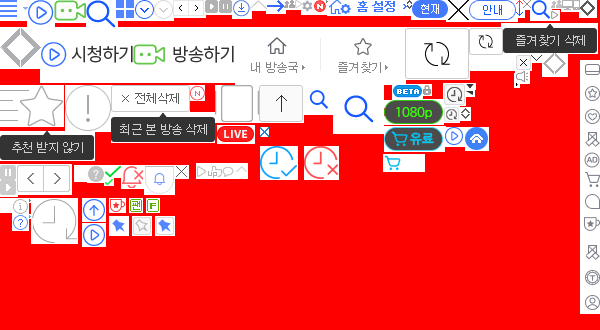 홈 설정
현재
안내
N
즐겨찾기 삭제
시청하기
방송하기
내 방송국
즐겨찾기
전체삭제
N
BETA
1080p
최근 본 방송 삭제
LIVE
유료
추천 받지 않기
AD
팬
F